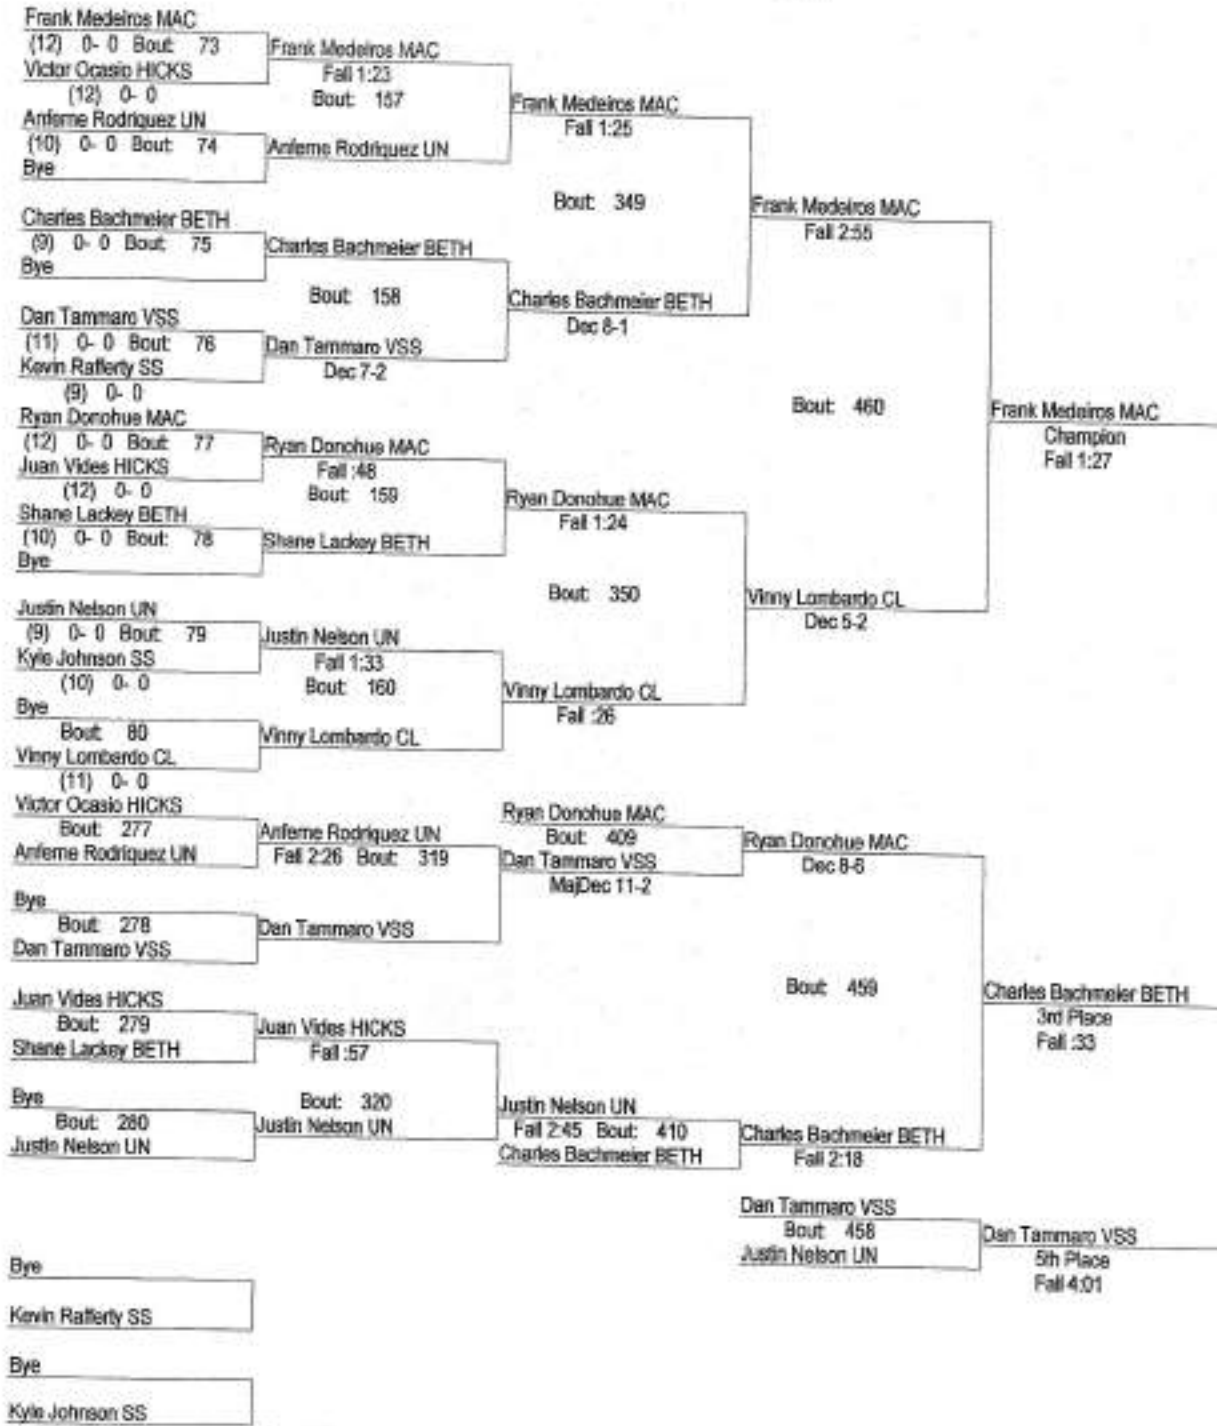 Frank Medeiros MAC
(12) 0- 0 Bout: 73
Victor Ocasio HICKS
(12) 0- 0
Anferne Rodriquez UN
(10) 0- 0 Bout: 74
Bye
Charles Bachmeier BETH
(9) 0- 0 Bout: 75
Bye
Dan Tammaro VSS
(11) 0- 0 Bout: 76
Kevin Rafferty SS
(9) 0- 0
Ryan Donohue MAC
(12) 0- 0 Bout: 77
Juan Vides HICKS
(12) 0- 0
Shane Lackey BETH
(10) 0- 0 Bout: 78
Bye
Justin Nelson UN
(9) 0- 0 Bout: 79
Kyle Johnson SS
(10) 0- 0
Bye
Bout: 80
Vinny Lombardo CL
(11) 0- 0
Frank Medeiros MAC
Fall 1:23
Bout: 157
Anferne Rodriquez UN
Charles Bachmeier BETH
Bout: 158
Dan Tammaro VSS
Dec 7-2
Ryan Donohue MAC
Fall :48
Bout: 159
Shane Lackey BETH
Justin Nelson UN
Fall 1:33
Bout: 160
Vinny Lombardo CL
Frank Medeiros MAC
Fall 1:25
Bout: 349
Charles Bachmeier BETH
Dec 8-1
Ryan Donohue MAC
Fall 1:24
Bout: 350
Vinny Lombardo CL
Fall :26
Frank Medeiros MAC
Fall 2:55
Bout: 460
Vinny Lombardo CL
Dec 5-2
Frank Medeiros MAC
Champion
Fall 1:27
Victor Ocasio HICKS
Bout: 277
Anferne Rodriquez UN
Bye
Bout: 278
Dan Tammaro VSS
Juan Vides HICKS
Bout: 279
Shane Lackey BETH
Bye
Bout: 280
Justin Nelson UN
Anferne Rodriquez UN
Fall 2:26 Bout: 319
Dan Tammaro VSS
Juan Vides HICKS
Fall :57
Bout: 320
Justin Nelson UN
Ryan Donohue MAC
Bout: 409
Dan Tammaro VSS
MajDec 11-2
Justin Nelson UN
Fall 2:45 Bout: 410
Charles Bachmeier BETH
Ryan Donohue MAC
Dec 8-6
Bout: 459
Charles Bachmeier BETH
Fall 2:18
Charles Bachmeier BETH
3rd Place
Fall :33
Dan Tammaro VSS
Bout: 458
Justin Nelson UN
Dan Tammaro VSS
5th Place
Fall 4:01
Bye
Kevin Rafferty SS
Bye
Kyle Johnson SS